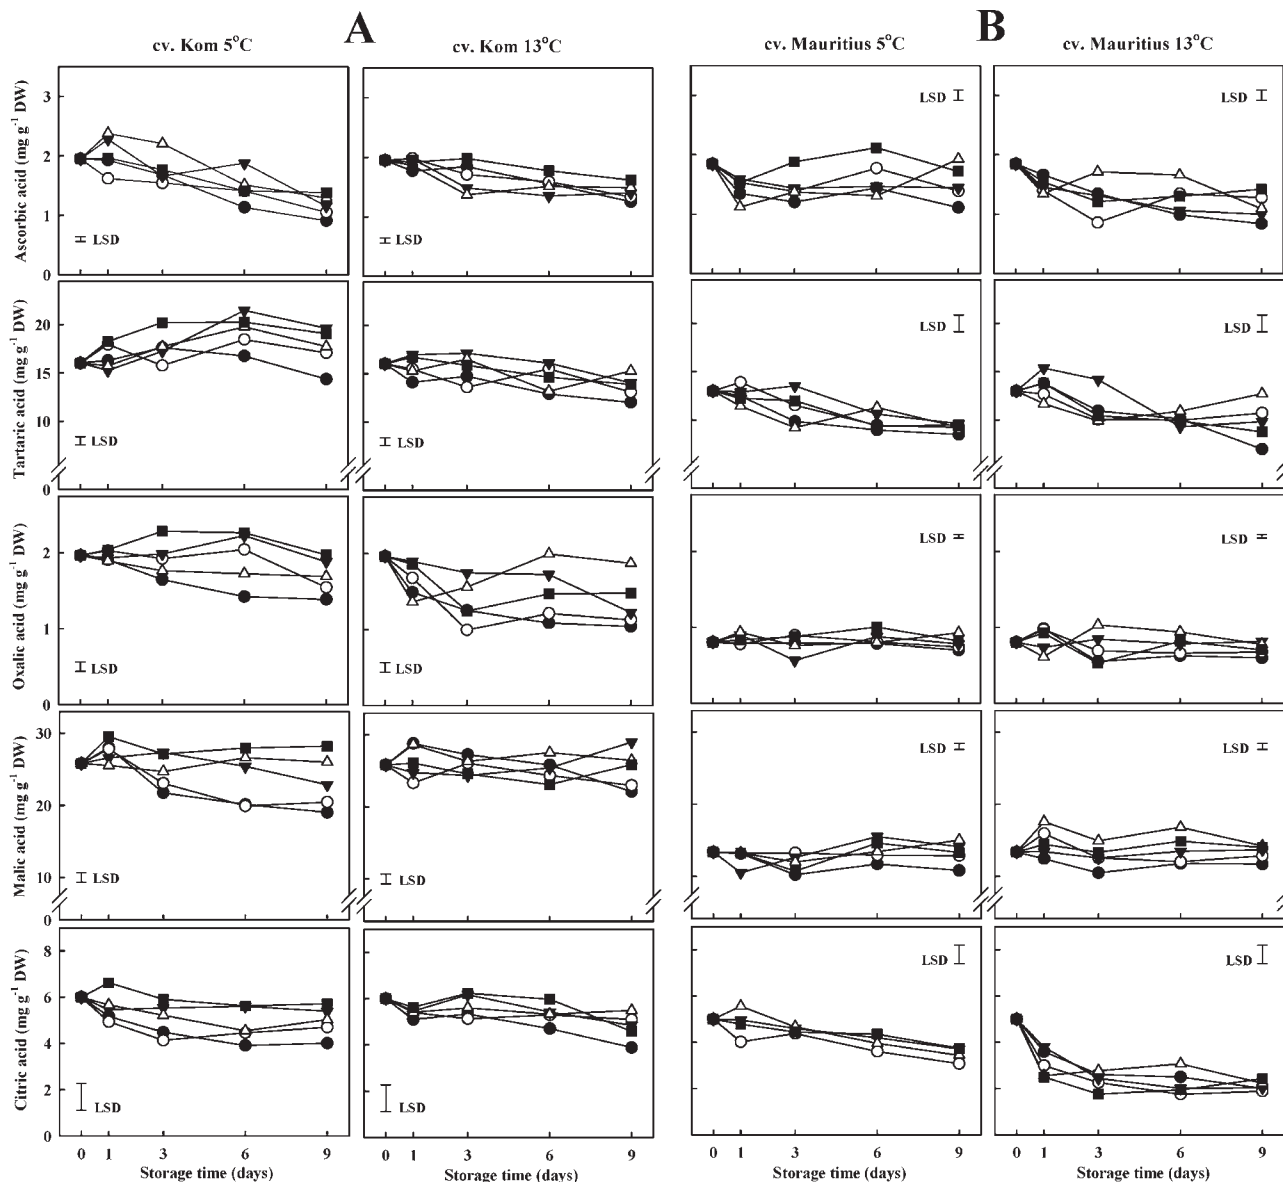 A
B
cv. Kom 5°C
cv. Kom 13°C
cv. Mauritius 5°C
cv. Mauritius 13°C
Ascorbic acid (mg g⁻¹ DW)
3
2
1
0
LSD
LSD
LSD
LSD
Tartaric acid (mg g⁻¹ DW)
20
15
10
0
LSD
LSD
LSD
LSD
Oxalic acid (mg g⁻¹ DW)
2
1
0
LSD
LSD
LSD
LSD
Malic acid (mg g⁻¹ DW)
30
20
10
0
LSD
LSD
LSD
LSD
Citric acid (mg g⁻¹ DW)
8
6
4
2
0
LSD
LSD
LSD
LSD
0 1 3 6 9
0 1 3 6 9
0 1 3 6 9
0 1 3 6 9
Storage time (days)
Storage time (days)
Storage time (days)
Storage time (days)